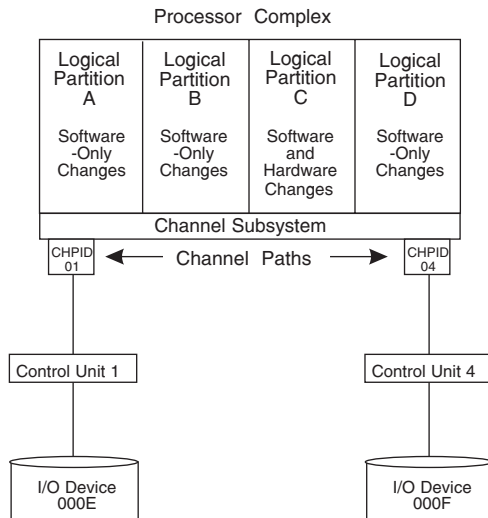 Processor Complex
Logical
Partition
A
Software
-Only
Changes
Logical
Partition
B
Software
-Only
Changes
Logical
Partition
C
Software
and
Hardware
Changes
Logical
Partition
D
Software
-Only
Changes
Channel Subsystem
CHPID
01
Channel Paths
CHPID
04
Control Unit 1
Control Unit 4
I/O Device
000E
I/O Device
000F